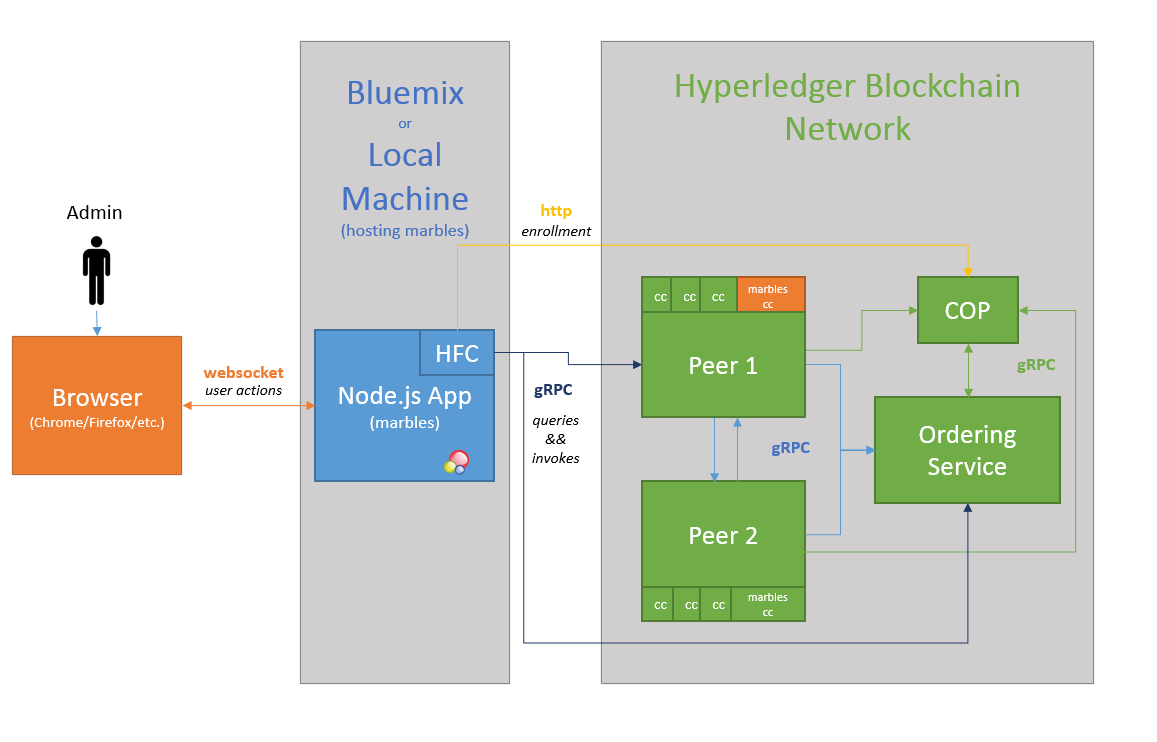 Admin
Browser
(Chrome/Firefox/etc.)
websocket
user actions
Bluemix
or
Local
Machine
(hosting marbles)
HFC
Node.js App
(marbles)
http
enrollment
gRPC
queries
&&
invokes
Hyperledger Blockchain
Network
cc cc cc marbles
cc
Peer 1
COP
gRPC
gRPC
Ordering
Service
Peer 2
cc cc cc marbles
cc